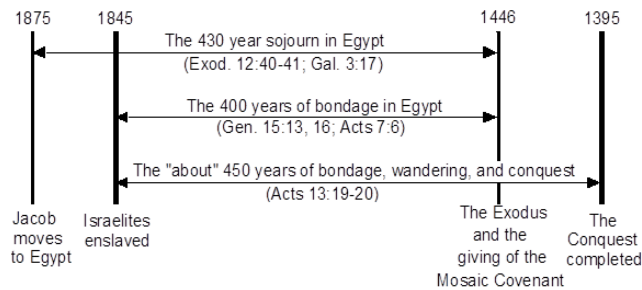 1875 1845 1446 1395
The 430 year sojourn in Egypt
(Exod. 12:40-41; Gal. 3:17)
The 400 years of bondage in Egypt
(Gen. 15:13, 16; Acts 7:6)
The "about" 450 years of bondage, wandering, and conquest
(Acts 13:19-20)
Jacob
moves
to Egypt
Israelites
enslaved
The Exodus
and the
giving of the
Mosaic Covenant
The
Conquest
completed